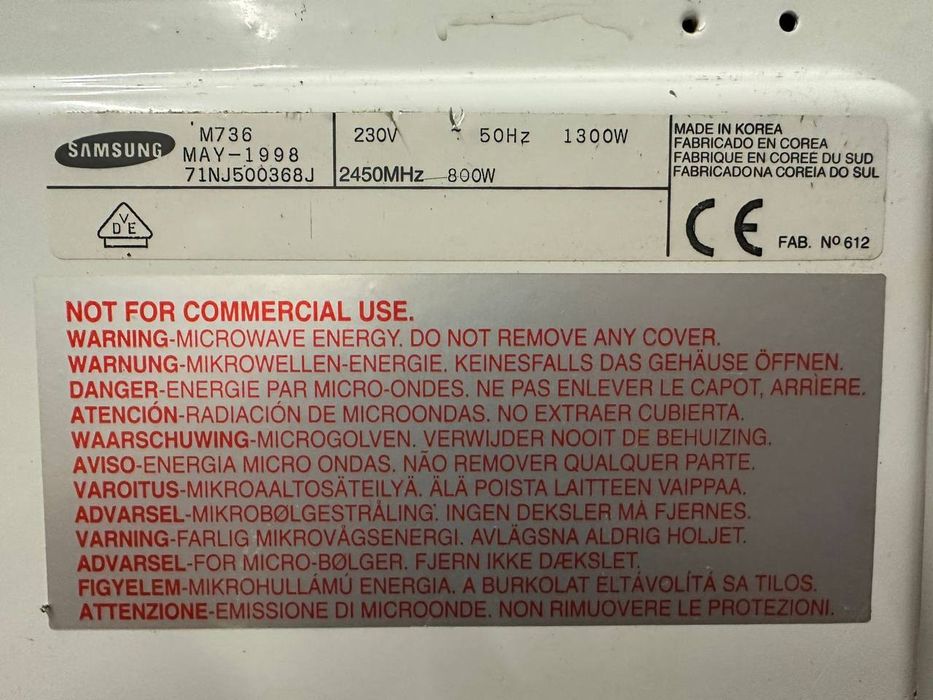 SAMSUNG
M736
MAY-1998
71NJ500368J
230V ~ 50Hz 1300W
2450MHz 800W
MADE IN KOREA
FABRICADO EN COREA
FABRIQUE EN COREE DU SUD
FABRICADONA COREIA DO SUL
VDE
CE
FAB. Nº 612
NOT FOR COMMERCIAL USE.
WARNING-MICROWAVE ENERGY. DO NOT REMOVE ANY COVER.
WARNUNG-MIKROWELLEN-ENERGIE. KEINESFALLS DAS GEHÄUSE ÖFFNEN.
DANGER-ENERGIE PAR MICRO-ONDES. NE PAS ENLEVER LE CAPOT, ARRÌERE.
ATENCIÓN-RADIACIÓN DE MICROONDAS. NO EXTRAER CUBIERTA.
WAARSCHUWING-MICROGOLVEN. VERWIJDER NOOIT DE BEHUIZING.
AVISO-ENERGIA MICRO ONDAS. NÃO REMOVER QUALQUER PARTE.
VAROITUS-MIKROAALTOSÄTEILYÄ. ÄLÄ POISTA LAITTEEN VAIPPAA.
ADVARSEL-MIKROBØLGESTRÅLING. INGEN DEKSLER MÅ FJERNES.
VARNING-FARLIG MIKROVÅGSENERGI. AVLÄGSNA ALDRIG HOLJET.
ADVARSEL-FOR MICRO-BØLGER. FJERN IKKE DÆKSLET.
FIGYELEM-MIKROHULLÁMÚ ENERGIA. A BURKOLAT ELTÁVOLÍTÁ SA TILOS.
ATTENZIONE-EMISSIONE DI MICROONDE. NON RIMUOVERE LE PROTEZIONI.